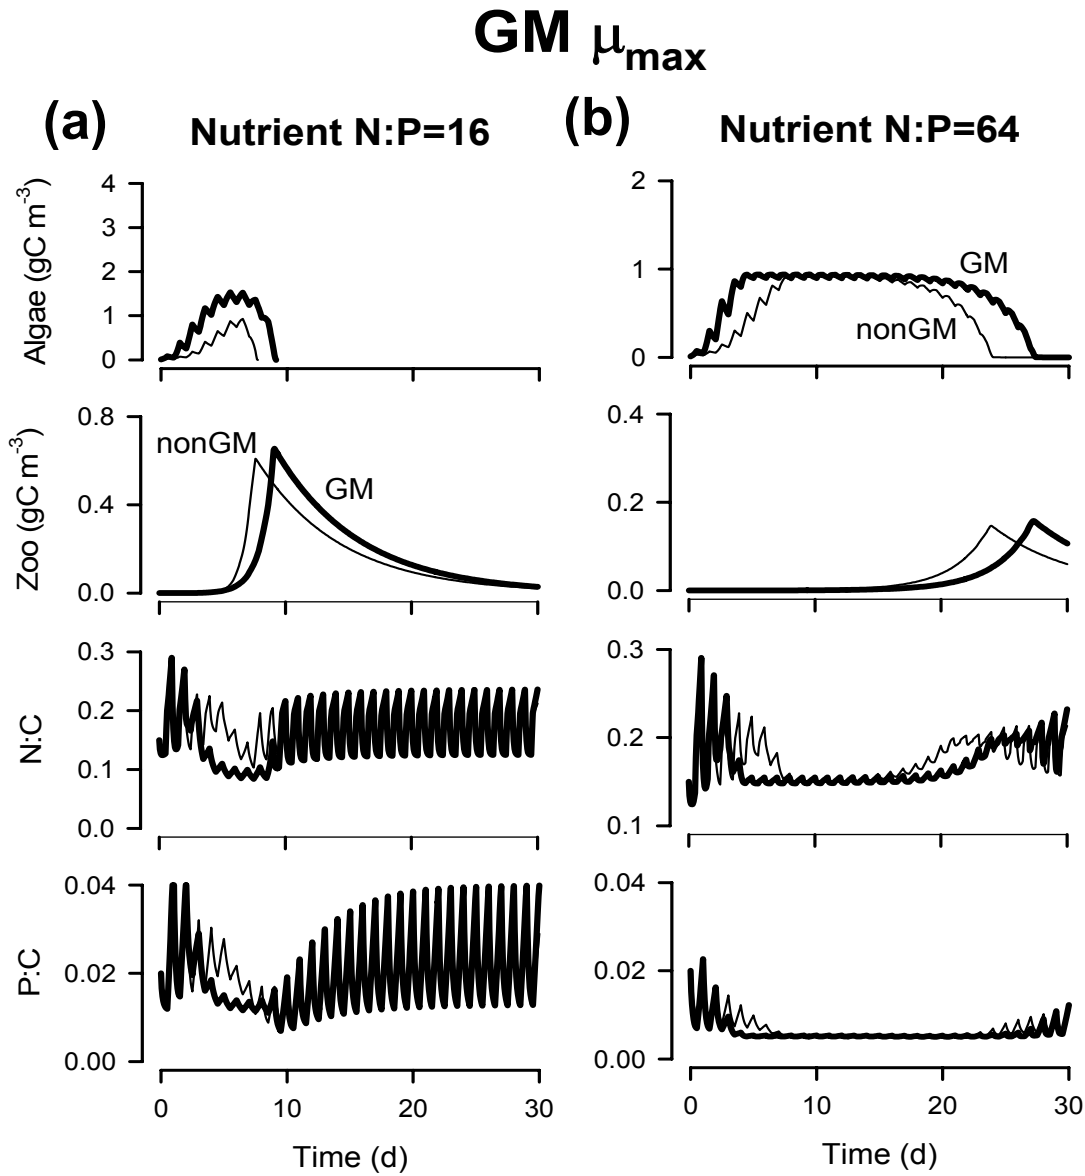 GM μmax
(a) Nutrient N:P=16
(b) Nutrient N:P=64
Algae (gC m-3)
4
3
2
1
0
2
1
0
GM
nonGM
Zoo (gC m-3)
0.8
0.4
0.0
nonGM
GM
0.4
0.2
0.0
N:C
0.3
0.2
0.1
0.0
0.3
0.2
0.1
P:C
0.04
0.02
0.00
0.04
0.02
0.00
0 10 20 30
0 10 20 30
Time (d)
Time (d)